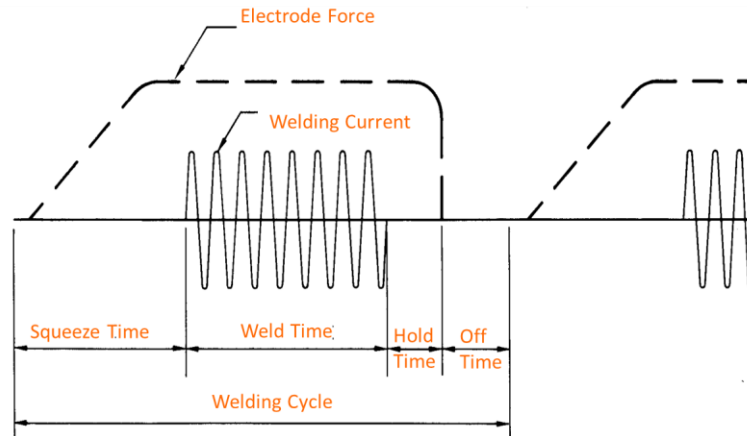 Electrode Force
Welding Current
Squeeze Time
Weld Time
Hold
Time
Off
Time
Welding Cycle